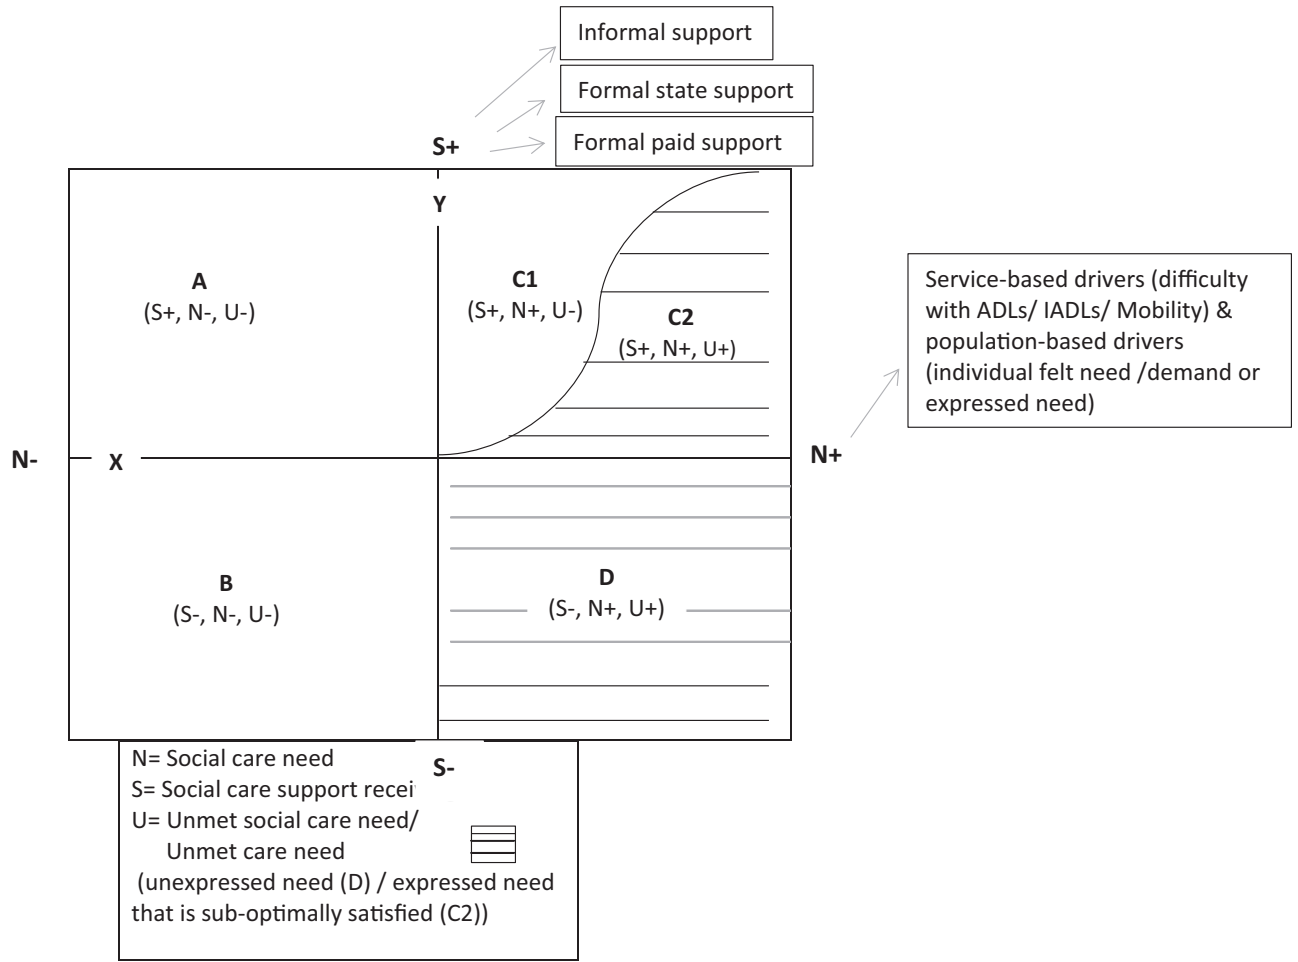 Informal support
Formal state support
Formal paid support
S+
Y
A
(S+, N-, U-)
C1
(S+, N+, U-)
C2
(S+, N+, U+)
Service-based drivers (difficulty
with ADLs/ IADLs/ Mobility) &
population-based drivers
(individual felt need /demand or
expressed need)
N-
X
N+
B
(S-, N-, U-)
D
(S-, N+, U+)
S-
N= Social care need
S= Social care support recei
U= Unmet social care need/
Unmet care need
(unexpressed need (D) / expressed need
that is sub-optimally satisfied (C2))